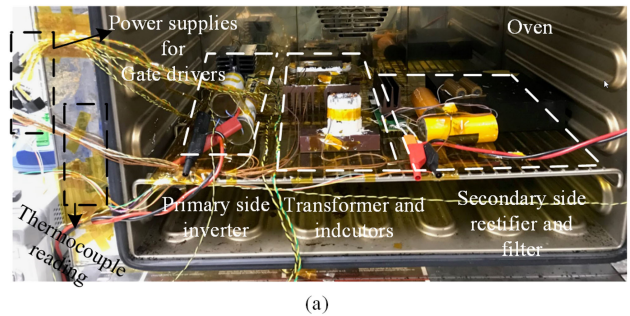 Power supplies
for
Gate drivers
Oven
Primary side
inverter
Transformer and
indcutors
Secondary side
rectifier and
filter
Thermocouple
reading
(a)